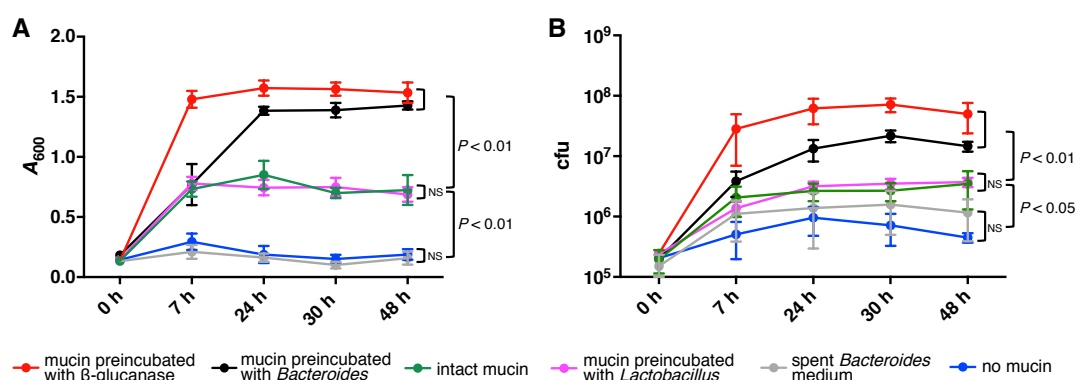 A
B
2.0
1.5
1.0
0.5
0.0
A600
0 h
7 h
24 h
30 h
48 h
P < 0.01
NS
P < 0.01
NS
10⁹
10⁸
10⁷
10⁶
10⁵
cfu
0 h
7 h
24 h
30 h
48 h
P < 0.01
NS
P < 0.05
NS
mucin preincubated
with β-glucanase
mucin preincubated
with Bacteroides
intact mucin
mucin preincubated
with Lactobacillus
spent Bacteroides
medium
no mucin